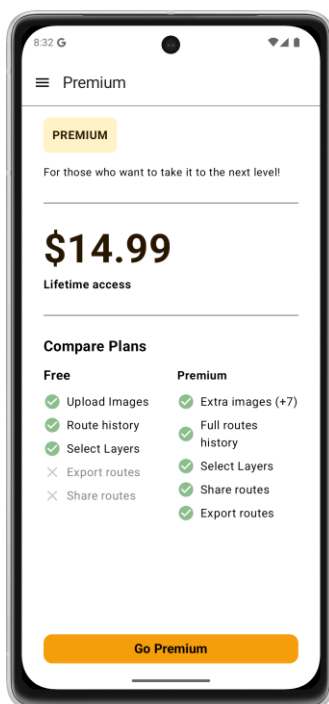 8:32 G
Premium
PREMIUM
For those who want to take it to the next level!
$14.99
Lifetime access
Compare Plans
Free
Upload Images
Route history
Select Layers
Export routes
Share routes
Premium
Extra images (+7)
Full routes
history
Select Layers
Share routes
Export routes
Go Premium